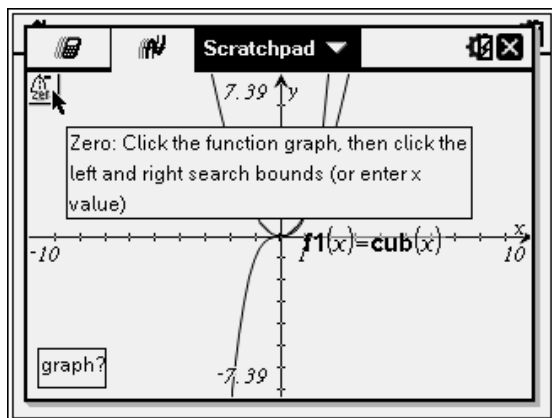 Scratchpad
zero
7.39 y
Zero: Click the function graph, then click the
left and right search bounds (or enter x
value)
x
-10 1 f1(x)=cub(x) 10
graph?
-7.39